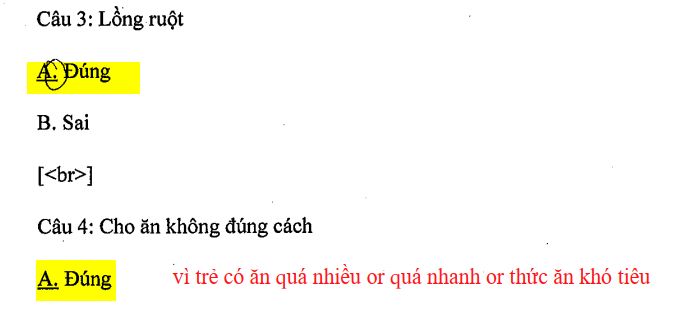 Câu 3: Lồng ruột
A. Đúng
B. Sai
[<br>]
Câu 4: Cho ăn không đúng cách
A. Đúng vì trẻ có ăn quá nhiều or quá nhanh or thức ăn khó tiêu